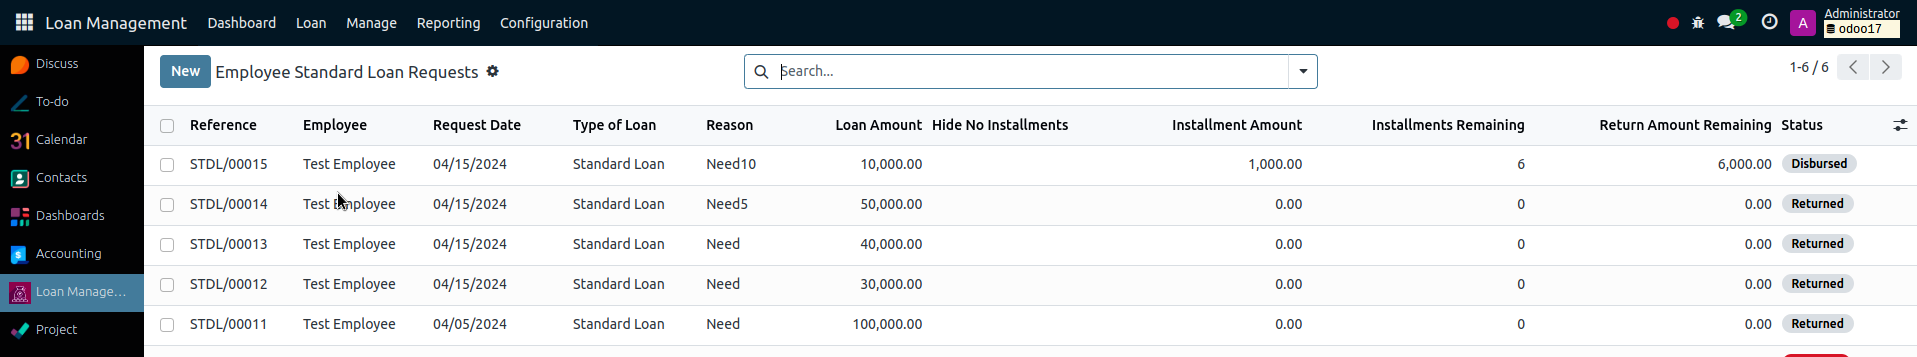 Loan Management Dashboard Loan Manage Reporting Configuration 2 A Administrator
odoo17
Discuss
To-do
31 Calendar
Contacts
Dashboards
Accounting
Loan Manage...
Project
New Employee Standard Loan Requests Search... 1-6 / 6
Reference Employee Request Date Type of Loan Reason Loan Amount Hide No Installments Installment Amount Installments Remaining Return Amount Remaining Status
STDL/00015 Test Employee 04/15/2024 Standard Loan Need10 10,000.00 1,000.00 6 6,000.00 Disbursed
STDL/00014 Test Employee 04/15/2024 Standard Loan Need5 50,000.00 0.00 0 0.00 Returned
STDL/00013 Test Employee 04/15/2024 Standard Loan Need 40,000.00 0.00 0 0.00 Returned
STDL/00012 Test Employee 04/15/2024 Standard Loan Need 30,000.00 0.00 0 0.00 Returned
STDL/00011 Test Employee 04/05/2024 Standard Loan Need 100,000.00 0.00 0 0.00 Returned